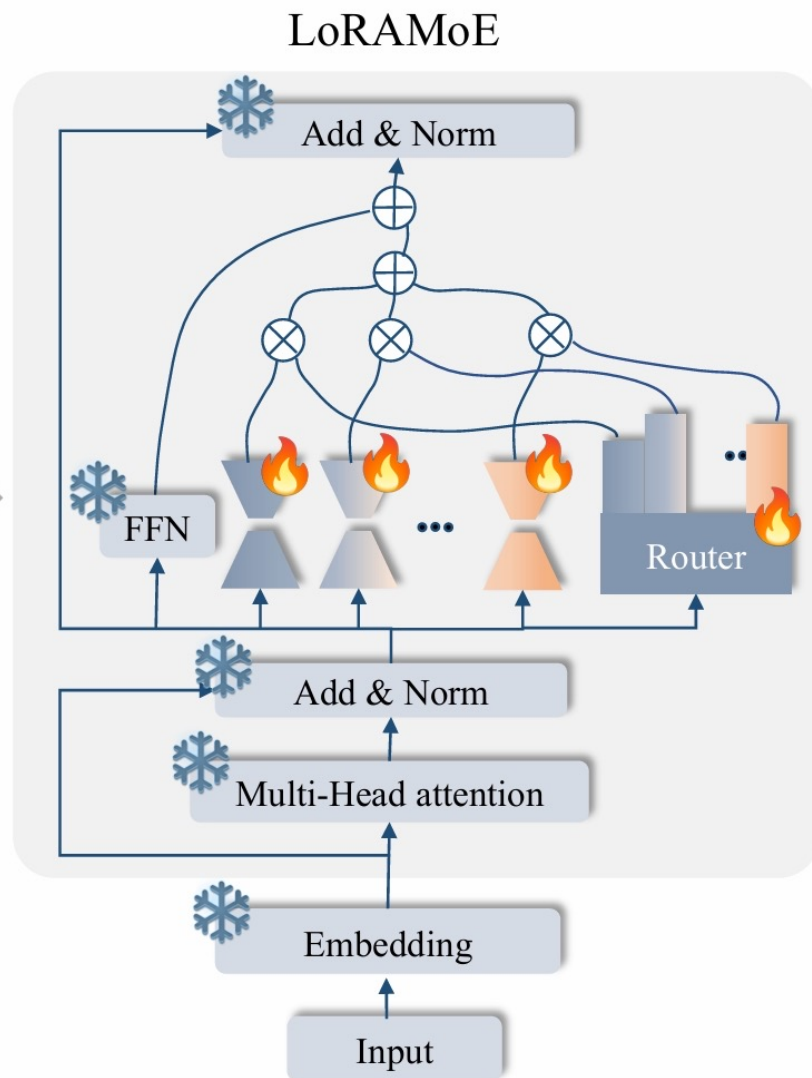 LoRAMoE
Add & Norm
FFN
Router
Add & Norm
Multi-Head attention
Embedding
Input